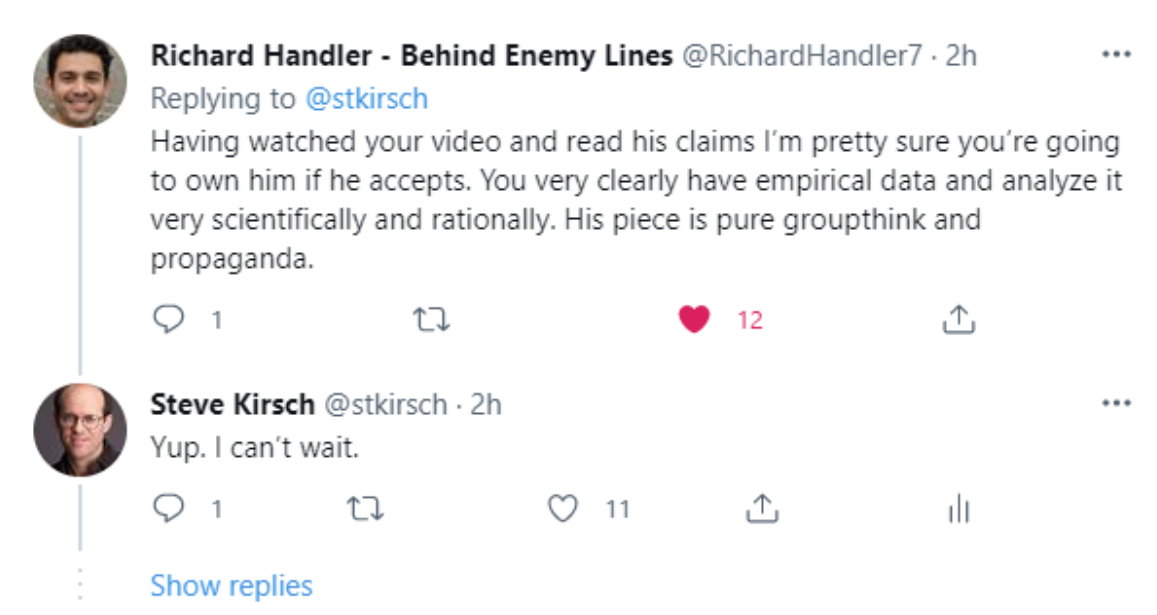 Richard Handler - Behind Enemy Lines @RichardHandler7 · 2h
Replying to @stkirsch
Having watched your video and read his claims I’m pretty sure you’re going
to own him if he accepts. You very clearly have empirical data and analyze it
very scientifically and rationally. His piece is pure groupthink and
propaganda.
1 12
Steve Kirsch @stkirsch · 2h
Yup. I can’t wait.
1 11
Show replies